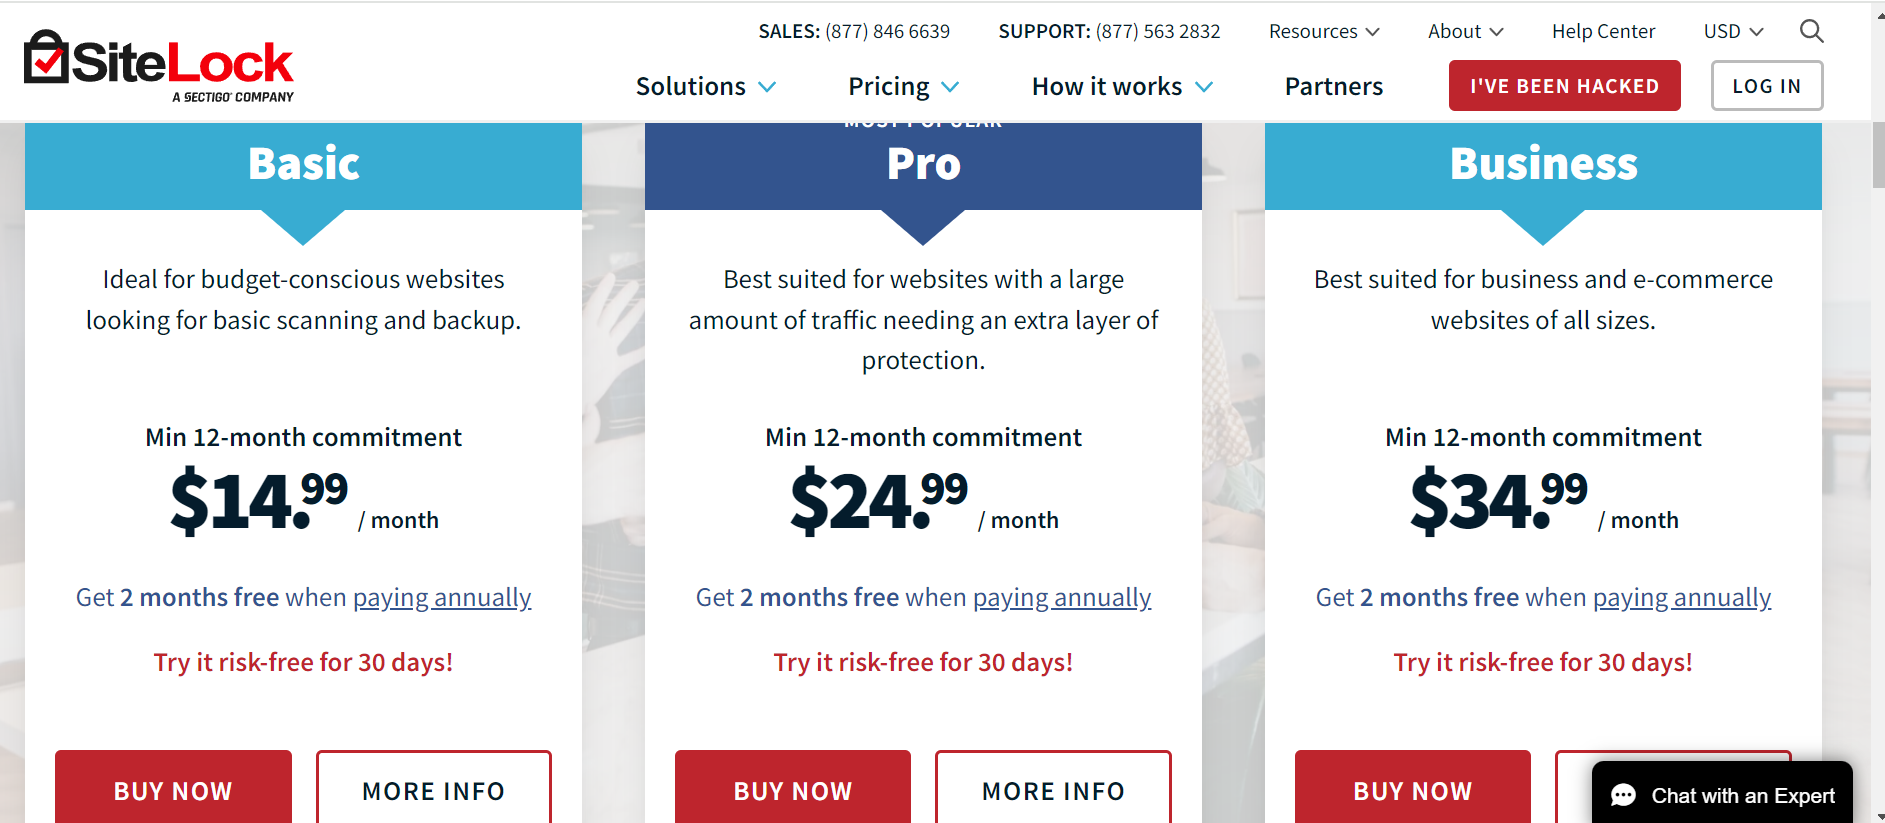 SALES: (877) 846 6639
SUPPORT: (877) 563 2832
Resources
About
Help Center
USD
SiteLock
A SECTIGO® COMPANY
Solutions
Pricing
How it works
Partners
I'VE BEEN HACKED
LOG IN
Basic
Ideal for budget-conscious websites
looking for basic scanning and backup.
Min 12-month commitment
$14.99 / month
Get 2 months free when paying annually
Try it risk-free for 30 days!
BUY NOW
MORE INFO
MOST POPULAR
Pro
Best suited for websites with a large
amount of traffic needing an extra layer of
protection.
Min 12-month commitment
$24.99 / month
Get 2 months free when paying annually
Try it risk-free for 30 days!
BUY NOW
MORE INFO
Business
Best suited for business and e-commerce
websites of all sizes.
Min 12-month commitment
$34.99 / month
Get 2 months free when paying annually
Try it risk-free for 30 days!
BUY NOW
Chat with an Expert